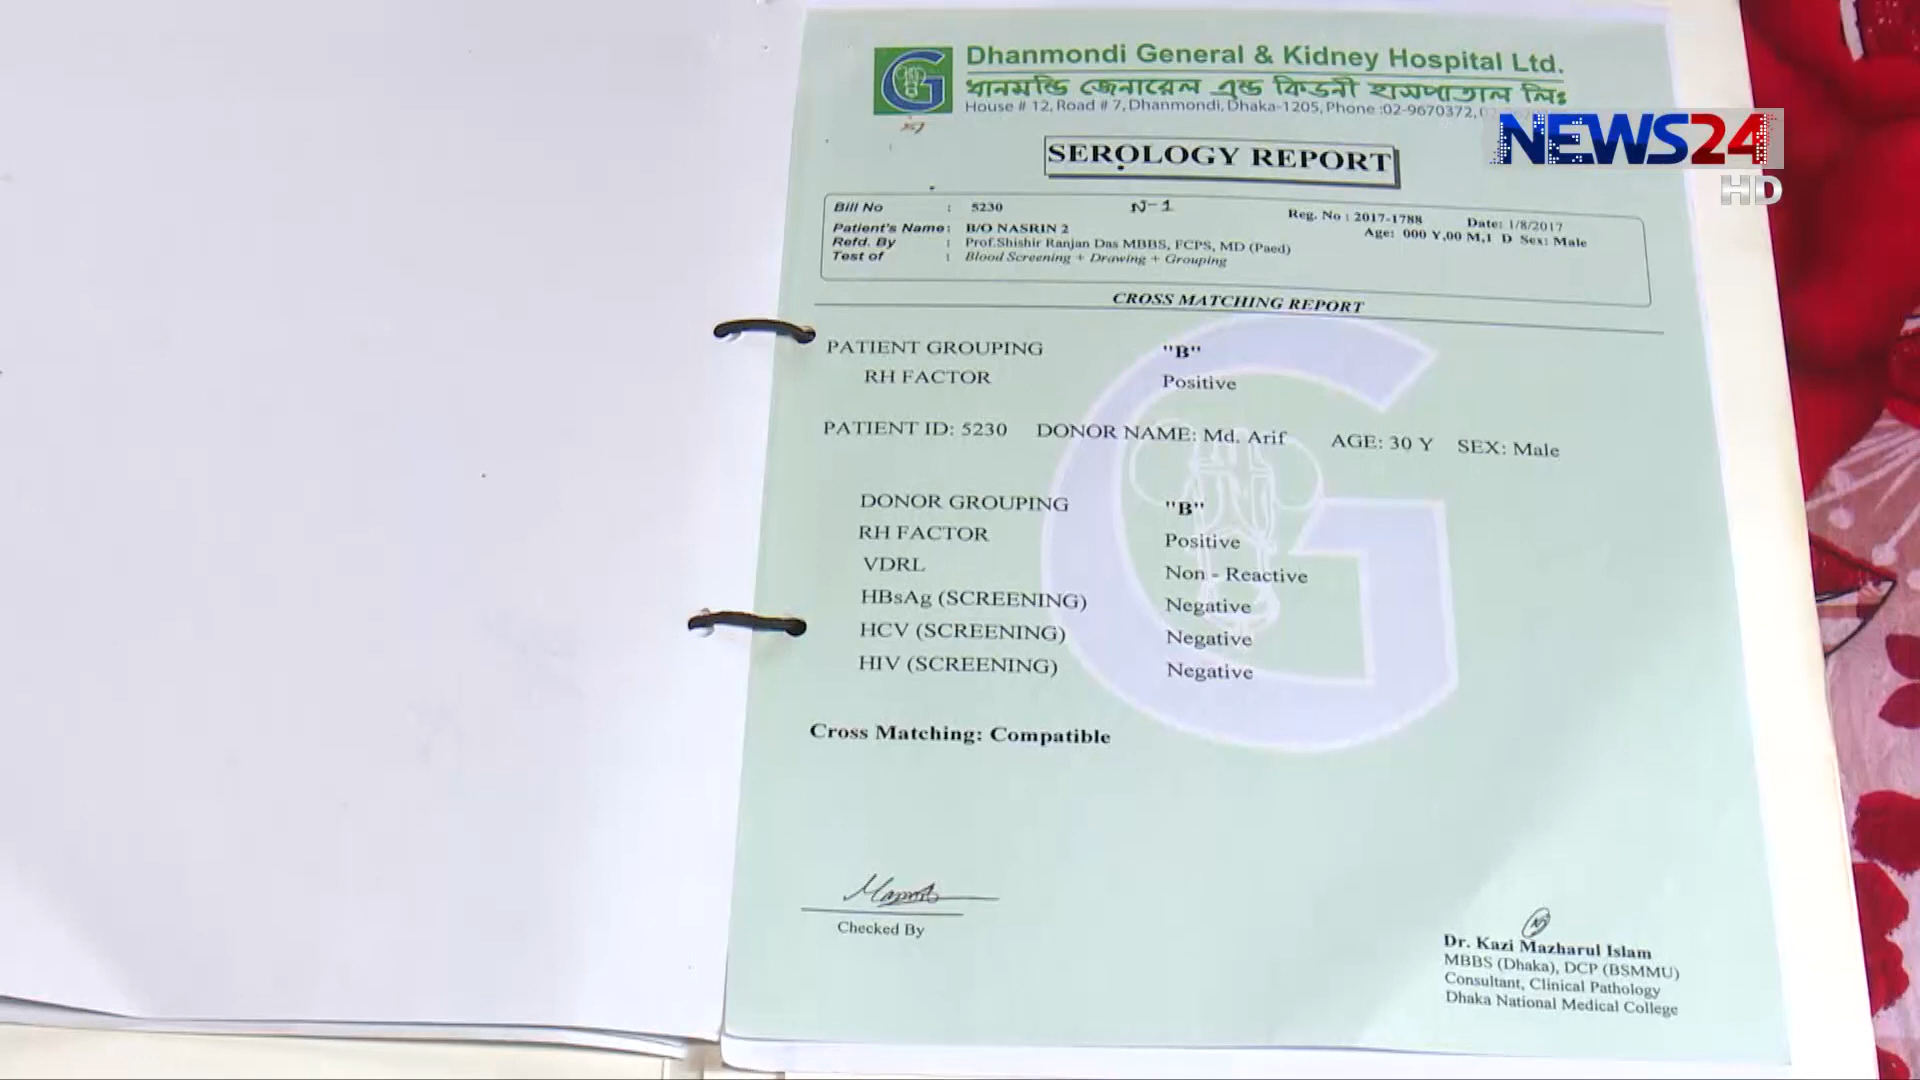 Dhanmondi General & Kidney Hospital Ltd.
ধানমন্ডি জেনারেল এন্ড কিডনী হাসপাতাল লিঃ
House # 12, Road # 7, Dhanmondi, Dhaka-1205, Phone :02-9670372,
NEWS24
HD
SEROLOGY REPORT
Bill No : 5230 N-1 Reg. No : 2017-1788 Date: 1/8/2017
Patient's Name: B/O NASRIN 2 Age: 000 Y,00 M,1 D Sex: Male
Refd. By : Prof.Shishir Ranjan Das MBBS, FCPS, MD (Paed)
Test of : Blood Screening + Drawing + Grouping
CROSS MATCHING REPORT
PATIENT GROUPING "B"
RH FACTOR Positive
PATIENT ID: 5230 DONOR NAME: Md. Arif AGE: 30 Y SEX: Male
DONOR GROUPING "B"
RH FACTOR Positive
VDRL Non - Reactive
HBsAg (SCREENING) Negative
HCV (SCREENING) Negative
HIV (SCREENING) Negative
Cross Matching: Compatible
Checked By
Dr. Kazi Mazharul Islam
MBBS (Dhaka), DCP (BSMMU)
Consultant, Clinical Pathology
Dhaka National Medical College